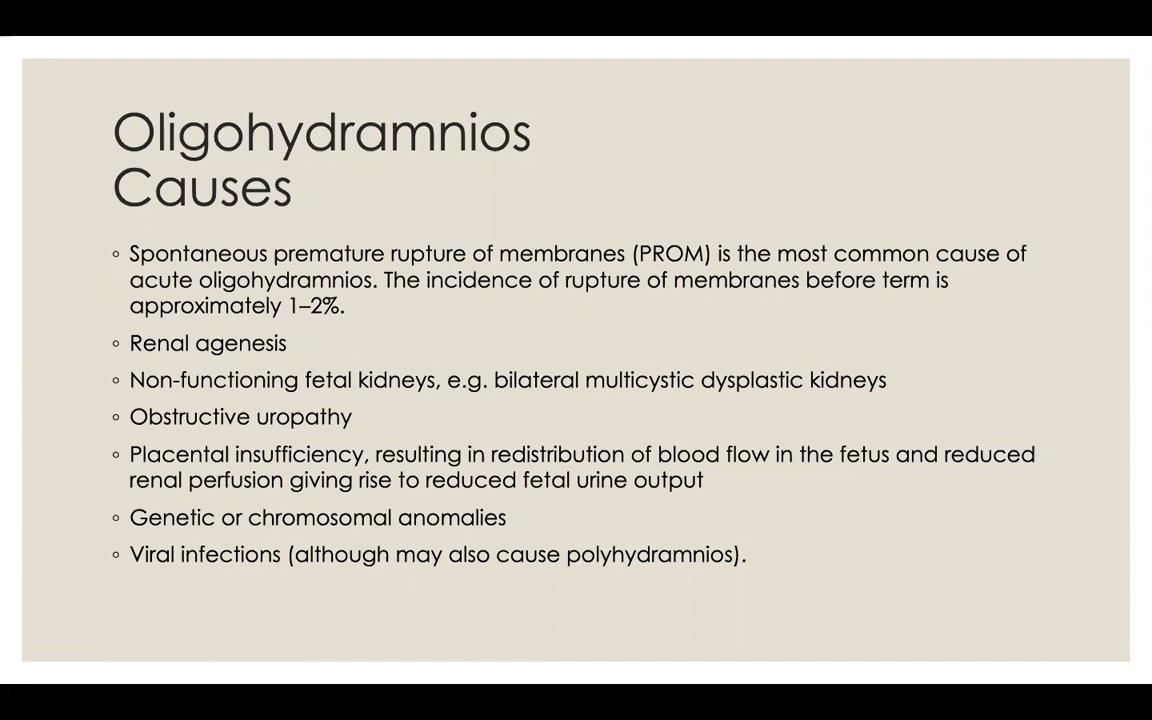 Oligohydramnios
Causes
◦ Spontaneous premature rupture of membranes (PROM) is the most common cause of
acute oligohydramnios. The incidence of rupture of membranes before term is
approximately 1–2%.
◦ Renal agenesis
◦ Non-functioning fetal kidneys, e.g. bilateral multicystic dysplastic kidneys
◦ Obstructive uropathy
◦ Placental insufficiency, resulting in redistribution of blood flow in the fetus and reduced
renal perfusion giving rise to reduced fetal urine output
◦ Genetic or chromosomal anomalies
◦ Viral infections (although may also cause polyhydramnios).